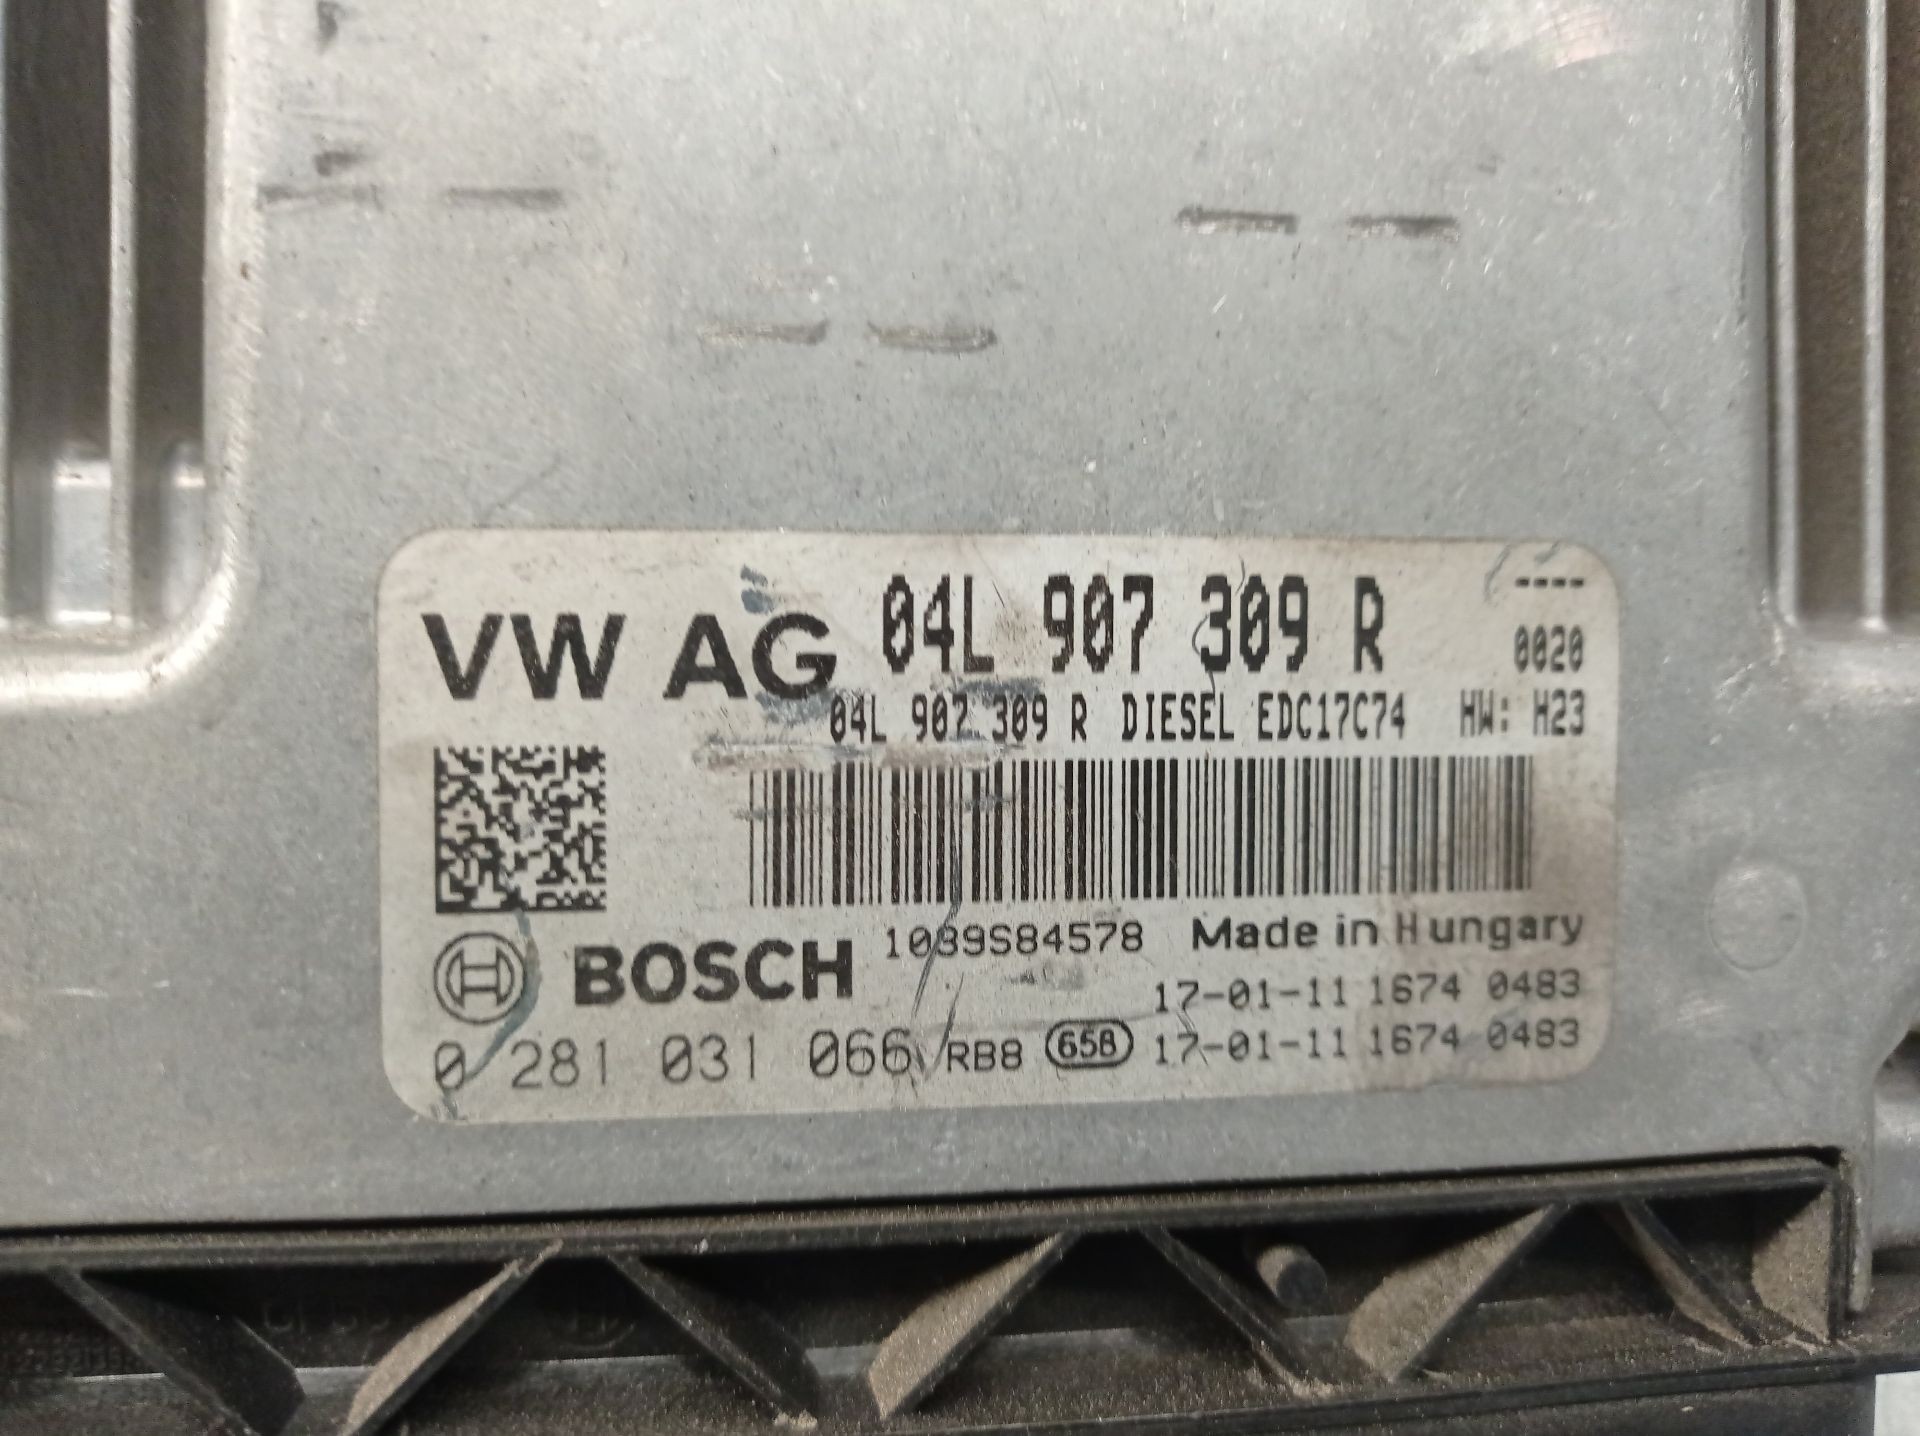 VW AG 04L 907 309 R ----
0020
04L 907 309 R DIESEL EDC17C74 HW: H23
BOSCH 1039S84578 Made in Hungary
17-01-11 1674 0483
0 281 031 066 RB8 658 17-01-11 1674 0483